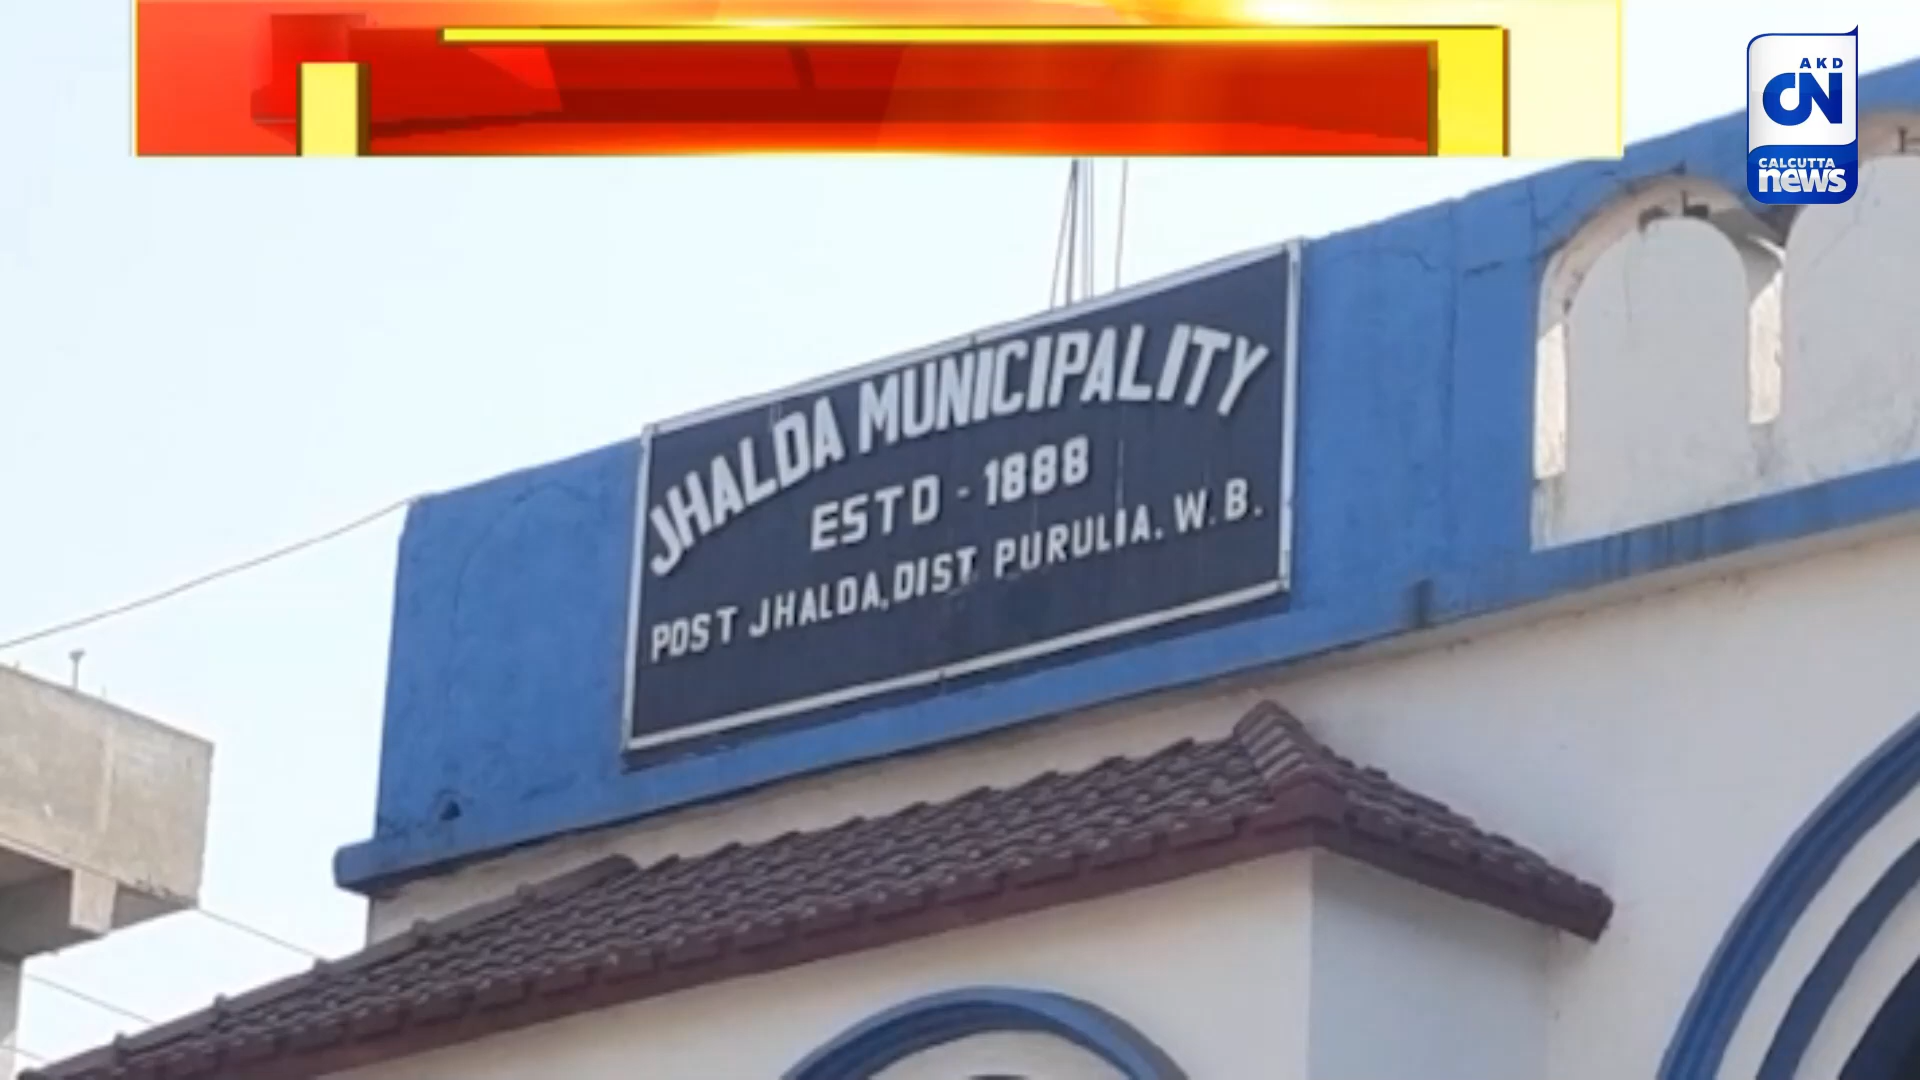 AKD
CN
CALCUTTA
news
JHALDA MUNICIPALITY
ESTD - 1888
POST JHALDA, DIST PURULIA. W.B.